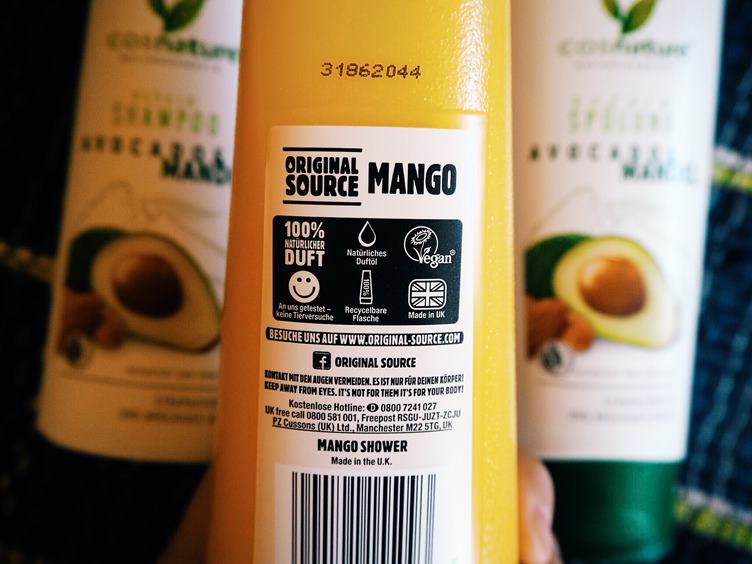 31862044
ORIGINAL
SOURCE
MANGO
100%
NATÜRLICHER
DUFT
Natürliches
Duftöl
Vegan®
An uns getestet –
keine Tierversuche
100%
Recycelbare
Flasche
Made in UK
BESUCHE UNS AUF WWW.ORIGINAL-SOURCE.COM
f ORIGINAL SOURCE
KONTAKT MIT DEN AUGEN VERMEIDEN. ES IST NUR FÜR DEINEN KÖRPER!
KEEP AWAY FROM EYES. IT'S NOT FOR THEM IT'S FOR YOUR BODY!
Kostenlose Hotline: D 0800 7241 027
UK free call 0800 581 001, Freepost RSGU-JUZT-ZCJU
PZ Cussons (UK) Ltd., Manchester M22 5TG, UK
MANGO SHOWER
Made in the U.K.
cosnature
SHAMPOO
AVOCADO &
MAND
cosnature
SPÜLUNG
AVOCADO &
MANDEL